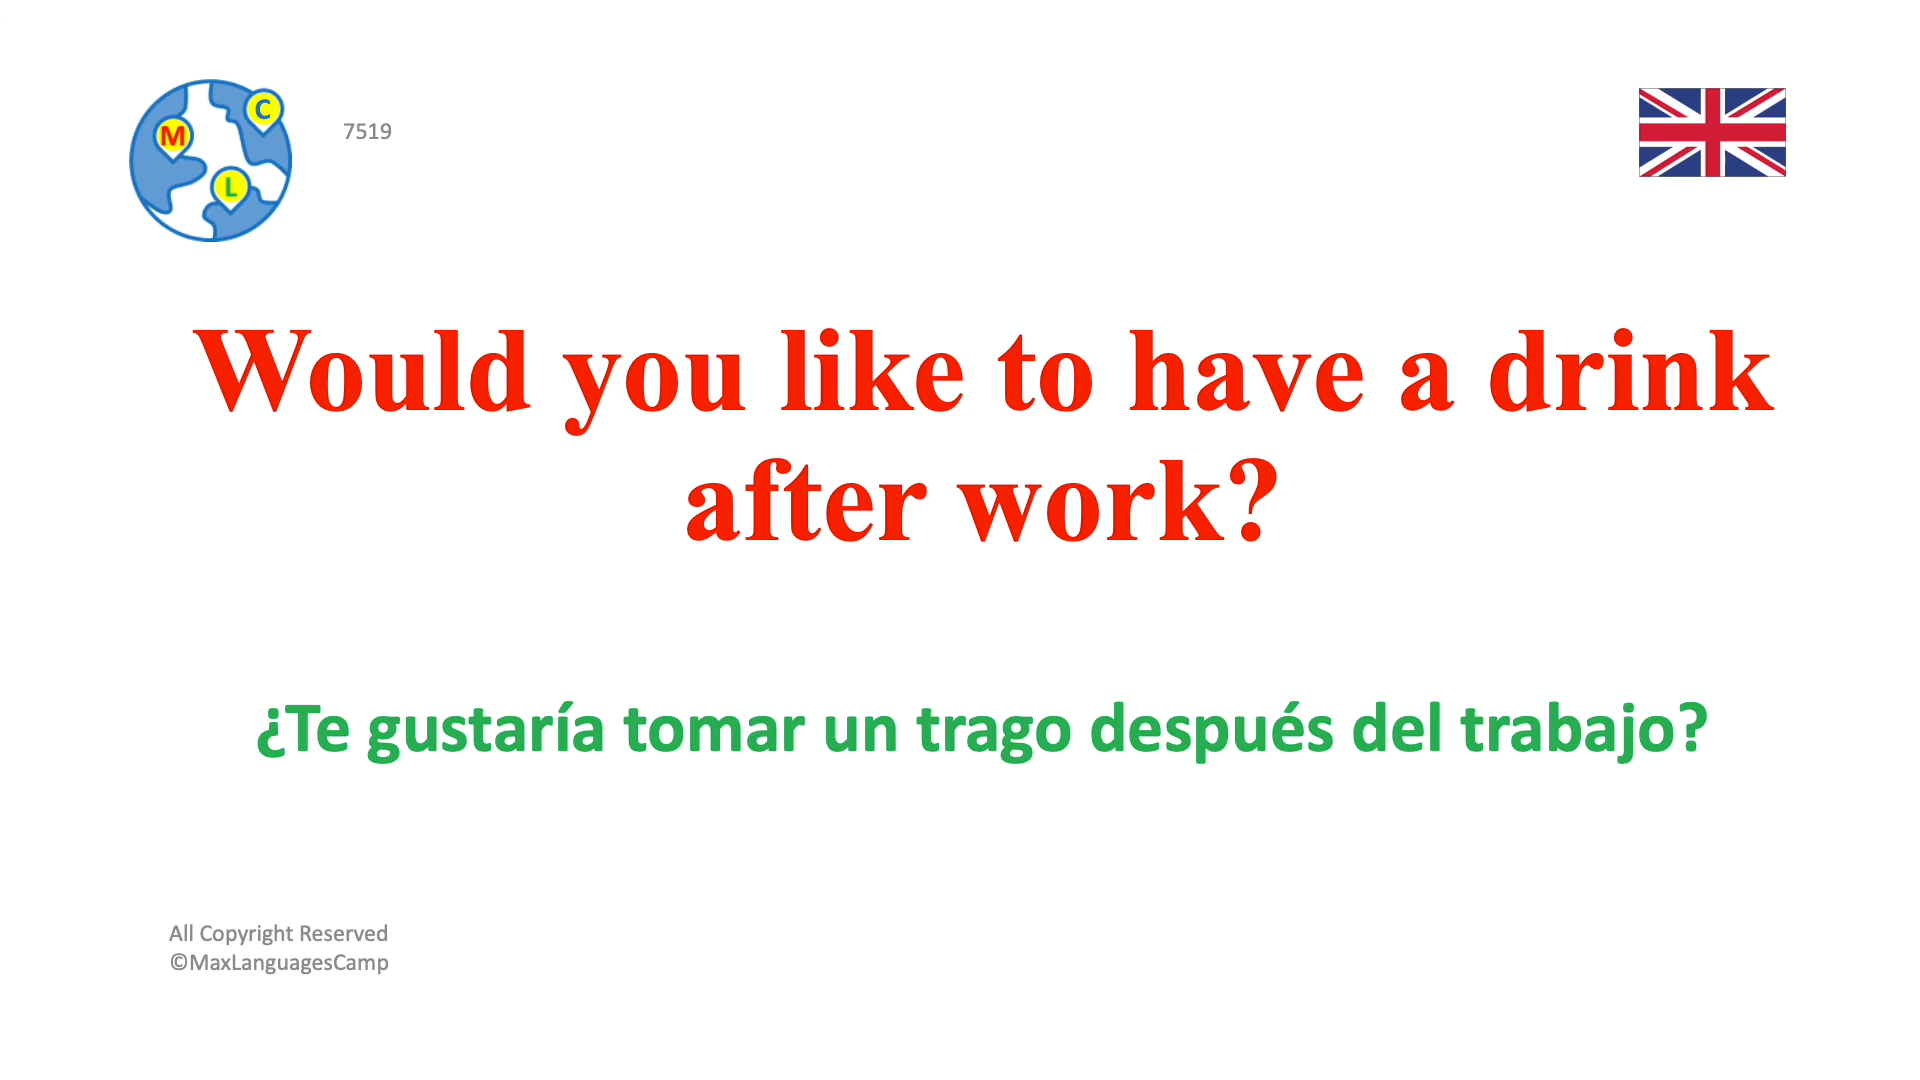 M
C
L
7519
Would you like to have a drink
after work?
¿Te gustaría tomar un trago después del trabajo?
All Copyright Reserved
©MaxLanguagesCamp